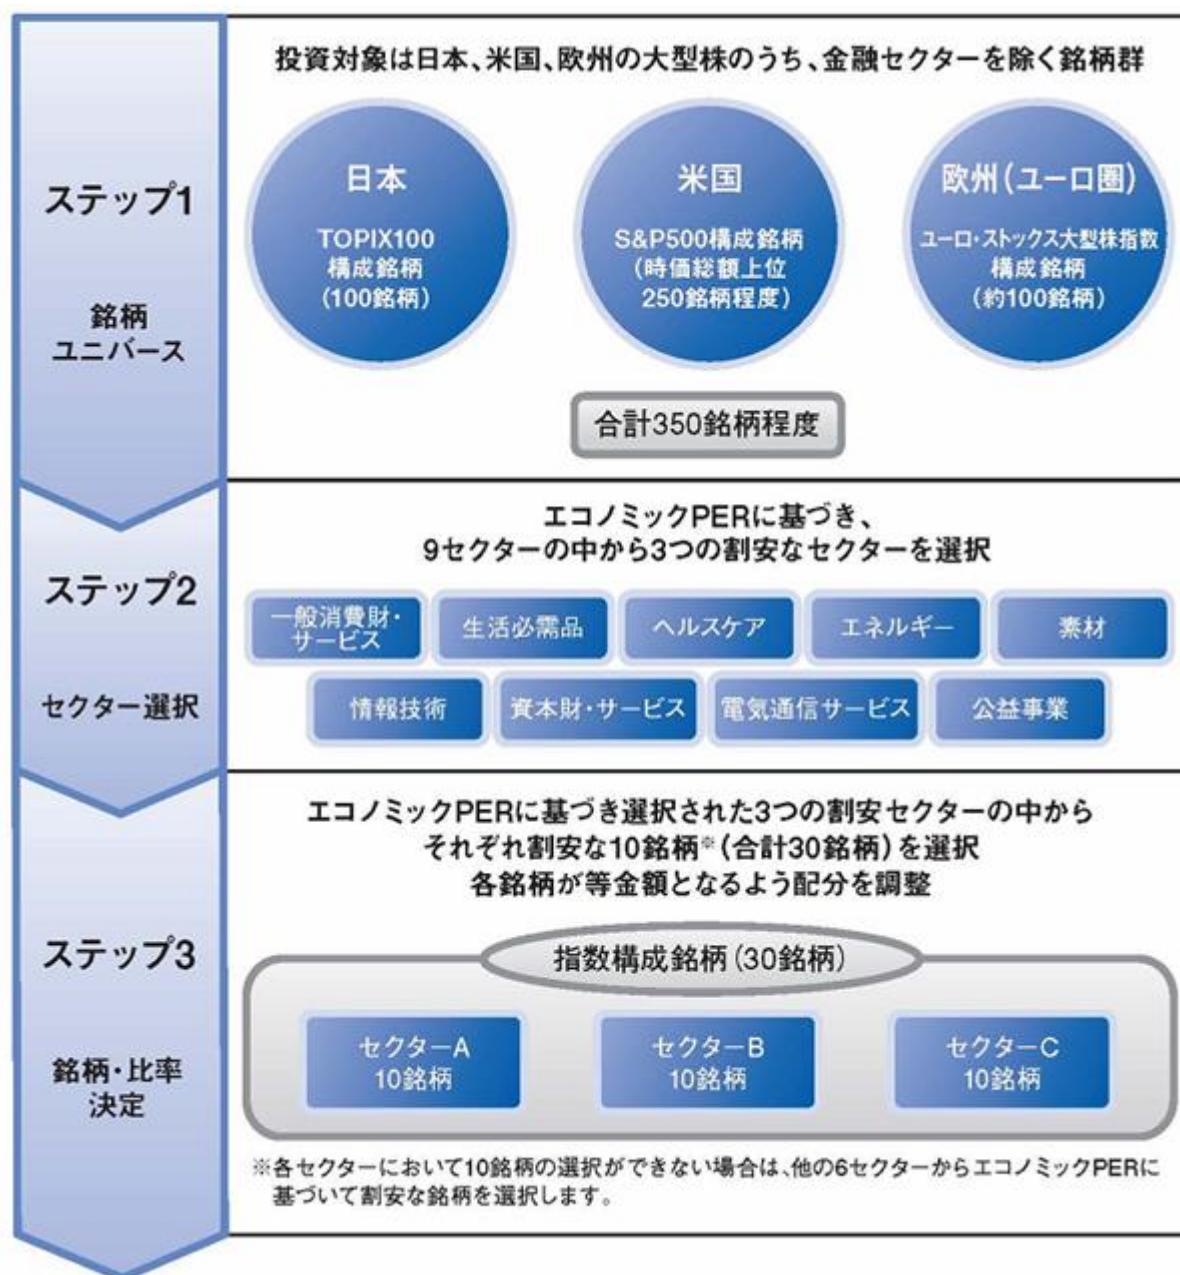 投資対象は日本、米国、欧州の大型株のうち、金融セクターを除く銘柄群
ステップ1
銘柄
ユニバース
日本
TOPIX100
構成銘柄
(100銘柄)
米国
S&P500構成銘柄
(時価総額上位
250銘柄程度)
欧州(ユーロ圏)
ユーロ・ストックス大型株指数
構成銘柄
(約100銘柄)
合計350銘柄程度
ステップ2
セクター選択
エコノミックPERに基づき、
9セクターの中から3つの割安なセクターを選択
一般消費財・
サービス
生活必需品
ヘルスケア
エネルギー
素材
情報技術
資本財・サービス
電気通信サービス
公益事業
ステップ3
銘柄・比率
決定
エコノミックPERに基づき選択された3つの割安セクターの中から
それぞれ割安な10銘柄※(合計30銘柄)を選択
各銘柄が等金額となるよう配分を調整
指数構成銘柄(30銘柄)
セクターA
10銘柄
セクターB
10銘柄
セクターC
10銘柄
※各セクターにおいて10銘柄の選択ができない場合は、他の6セクターからエコノミックPERに
基づいて割安な銘柄を選択します。